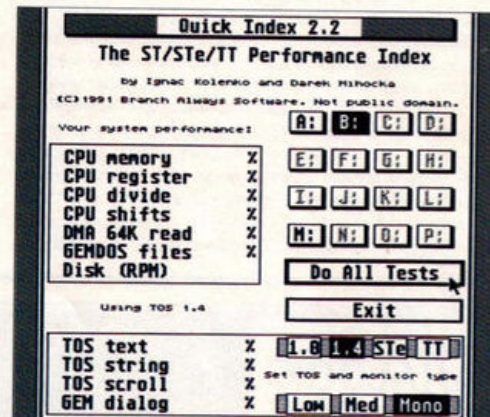 Quick Index 2.2
The ST/STe/TT Performance Index
by Ignac Kolenko and Darek Mihocka
(C)1991 Branch Always Software. Not public domain.
Your system performance:
CPU memory %
CPU register %
CPU divide %
CPU shifts %
DMA 64K read %
GEMDOS files %
Disk (RPM)
A: B: C: D:
E: F: G: H:
I: J: K: L:
M: N: O: P:
Do All Tests
Using TOS 1.4
Exit
TOS text %
TOS string %
TOS scroll %
GEM dialog %
1.0 1.4 STe TT
Set TOS and monitor type
Low Med Mono